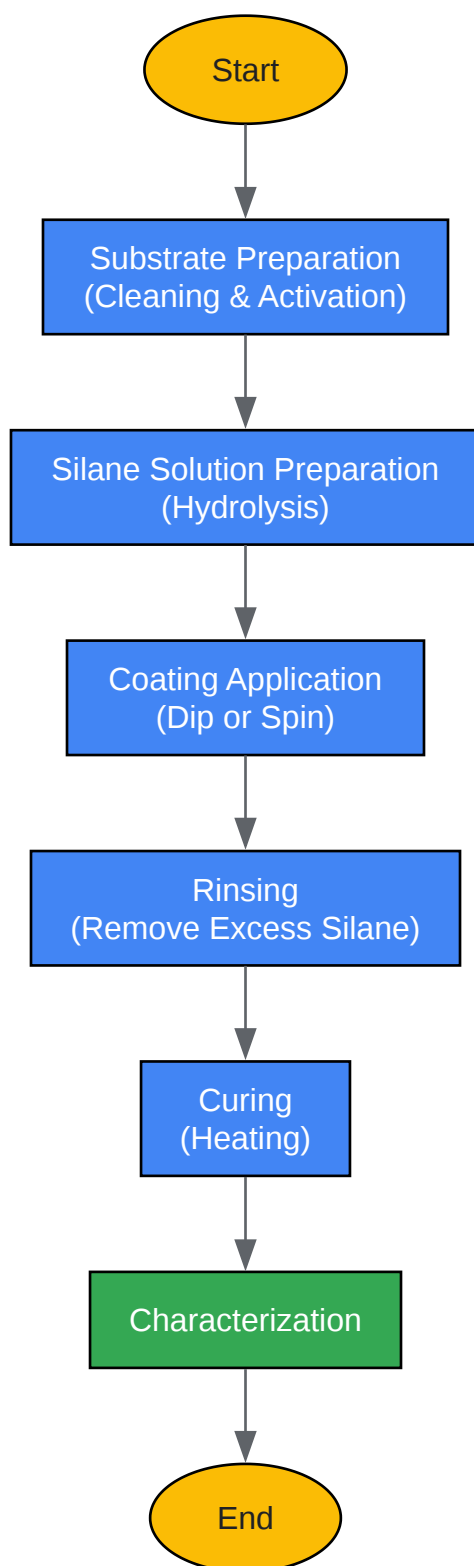 Start
Substrate Preparation
(Cleaning & Activation)
Silane Solution Preparation
(Hydrolysis)
Coating Application
(Dip or Spin)
Rinsing
(Remove Excess Silane)
Curing
(Heating)
Characterization
End